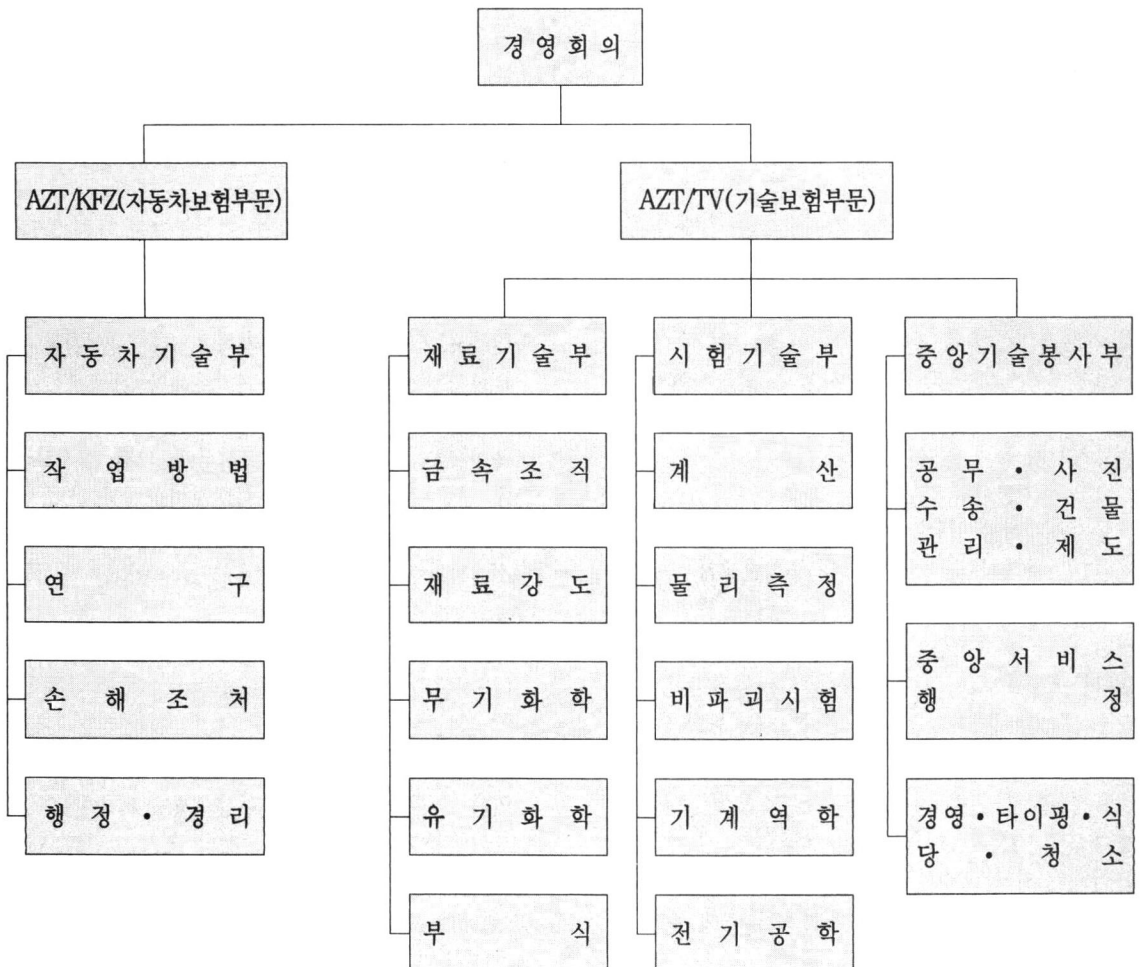 경영회의
AZT/KFZ(자동차보험부문)
AZT/TV(기술보험부문)
자동차기술부
작업방법
연구
손해조처
행정・경리
재료기술부
금속조직
재료강도
무기화학
유기화학
부식
시험기술부
계산
물리측정
비파괴시험
기계역학
전기공학
중앙기술봉사부
공무・사진
수송・건물
관리・제도
중앙서비스
행정
경영・타이핑・식
당・청소